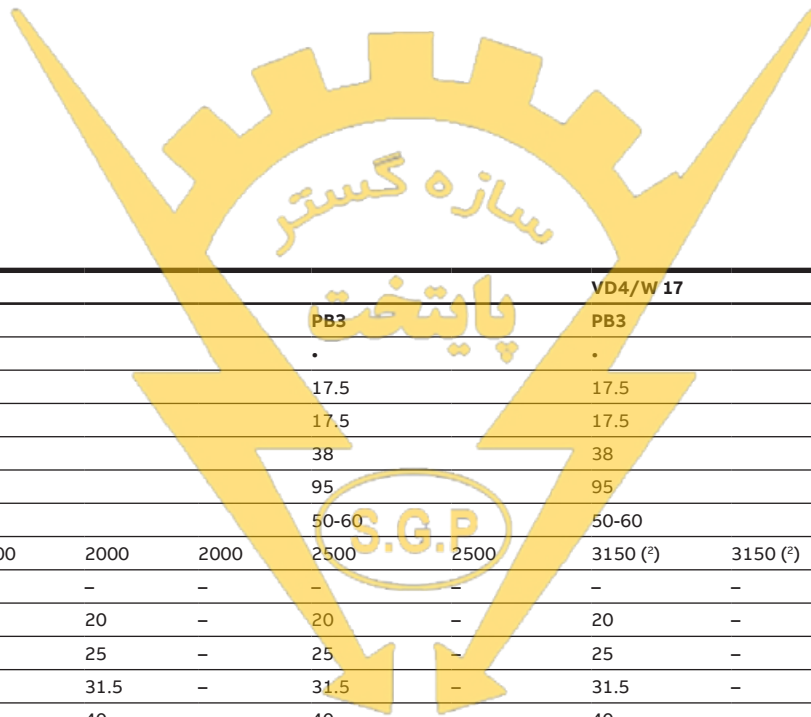 سازه گستر
پایتخت
VD4/W 17
PB3 PB3
• •
17.5 17.5
17.5 17.5
38 38
95 95
50-60 50-60
S.G.P
2000 2000 2500 2500 3150 (²) 3150 (²)
– – – – – –
20 – 20 – 20 –
25 – 25 – 25 –
31.5 – 31.5 – 31.5 –